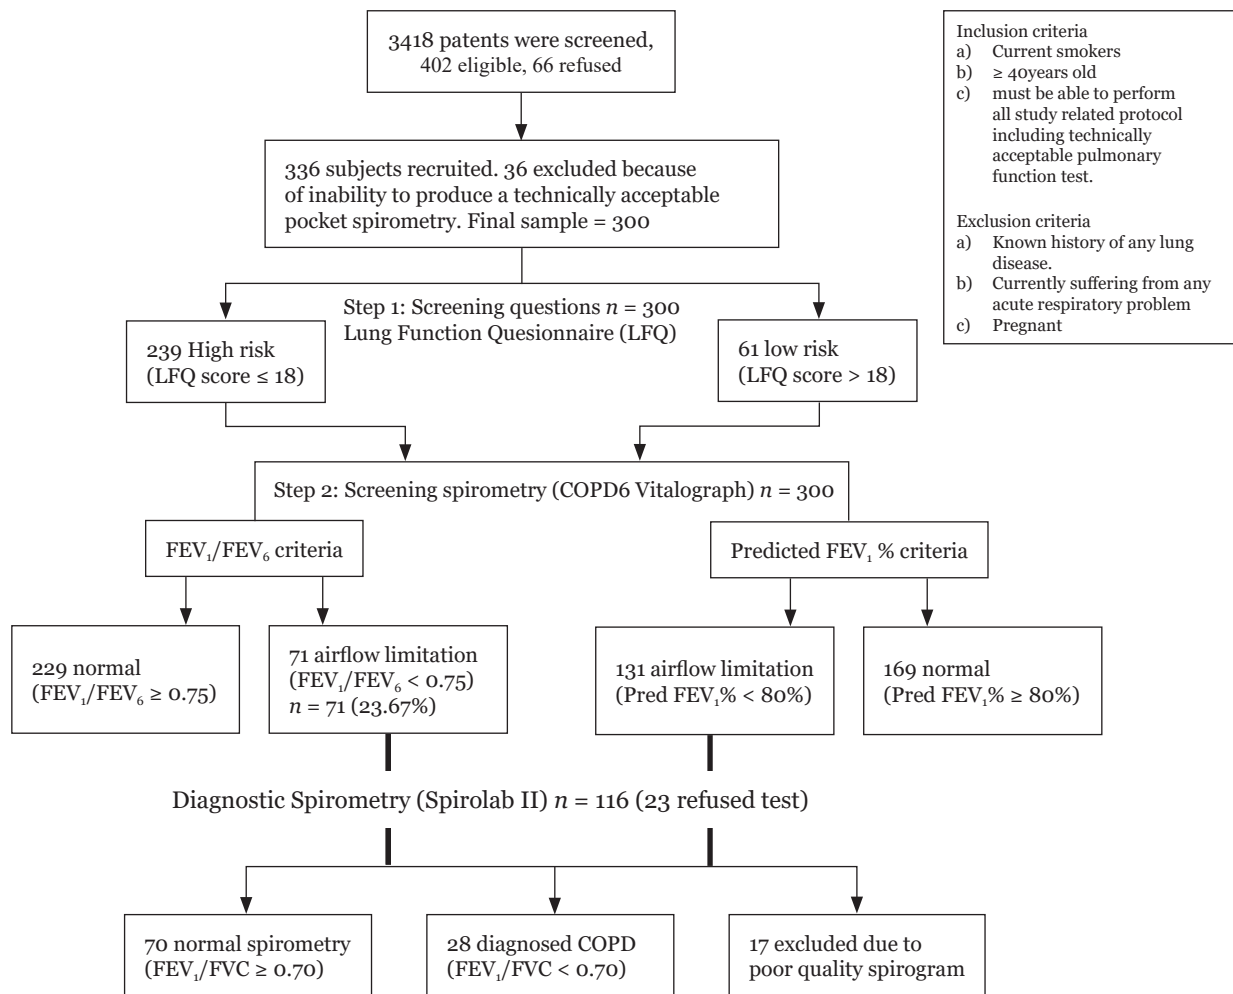 3418 patents were screened,
402 eligible, 66 refused
Inclusion criteria
a) Current smokers
b) ≥ 40years old
c) must be able to perform
all study related protocol
including technically
acceptable pulmonary
function test.
Exclusion criteria
a) Known history of any lung
disease.
b) Currently suffering from any
acute respiratory problem
c) Pregnant
336 subjects recruited. 36 excluded because
of inability to produce a technically acceptable
pocket spirometry. Final sample = 300
Step 1: Screening questions n = 300
Lung Function Quesionnaire (LFQ)
239 High risk
(LFQ score ≤ 18)
61 low risk
(LFQ score > 18)
Step 2: Screening spirometry (COPD6 Vitalograph) n = 300
FEV₁/FEV₆ criteria
Predicted FEV₁ % criteria
229 normal
(FEV₁/FEV₆ ≥ 0.75)
71 airflow limitation
(FEV₁/FEV₆ < 0.75)
n = 71 (23.67%)
131 airflow limitation
(Pred FEV₁% < 80%)
169 normal
(Pred FEV₁% ≥ 80%)
Diagnostic Spirometry (Spirolab II) n = 116 (23 refused test)
70 normal spirometry
(FEV₁/FVC ≥ 0.70)
28 diagnosed COPD
(FEV₁/FVC < 0.70)
17 excluded due to
poor quality spirogram